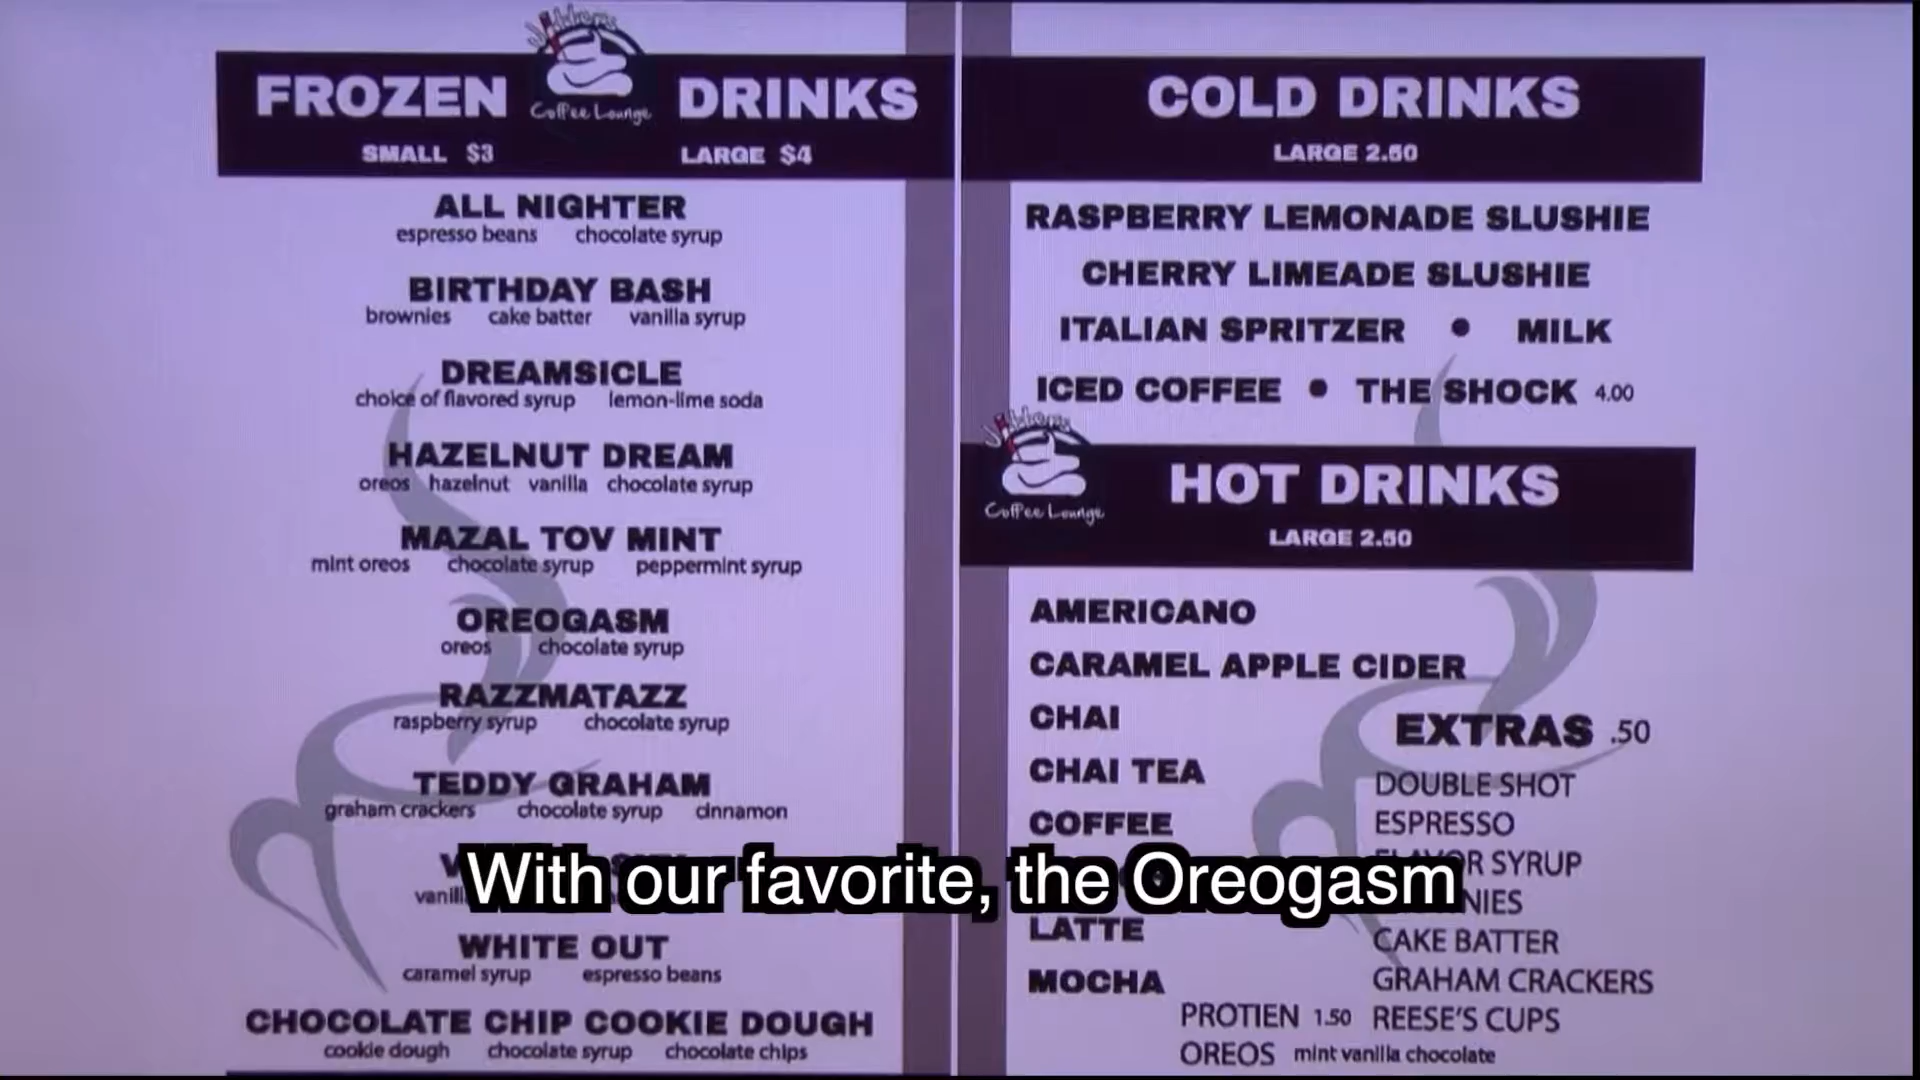 Jitters
Coffee Lounge
FROZEN DRINKS
SMALL $3 LARGE $4
ALL NIGHTER
espresso beans chocolate syrup
BIRTHDAY BASH
brownies cake batter vanilla syrup
DREAMSICLE
choice of flavored syrup lemon-lime soda
HAZELNUT DREAM
oreos hazelnut vanilla chocolate syrup
MAZAL TOV MINT
mint oreos chocolate syrup peppermint syrup
OREOGASM
oreos chocolate syrup
RAZZMATAZZ
raspberry syrup chocolate syrup
TEDDY GRAHAM
graham crackers chocolate syrup cinnamon
WHITE OUT
caramel syrup espresso beans
CHOCOLATE CHIP COOKIE DOUGH
cookie dough chocolate syrup chocolate chips
COLD DRINKS
LARGE 2.50
RASPBERRY LEMONADE SLUSHIE
CHERRY LIMEADE SLUSHIE
ITALIAN SPRITZER • MILK
ICED COFFEE • THE SHOCK 4.00
Jitters
Coffee Lounge
HOT DRINKS
LARGE 2.50
AMERICANO
CARAMEL APPLE CIDER
CHAI
CHAI TEA
COFFEE
LATTE
MOCHA
EXTRAS .50
DOUBLE SHOT
ESPRESSO
SYRUP
CAKE BATTER
GRAHAM CRACKERS
PROTIEN 1.50 REESE'S CUPS
OREOS mint vanilla chocolate
With our favorite, the Oreogasm